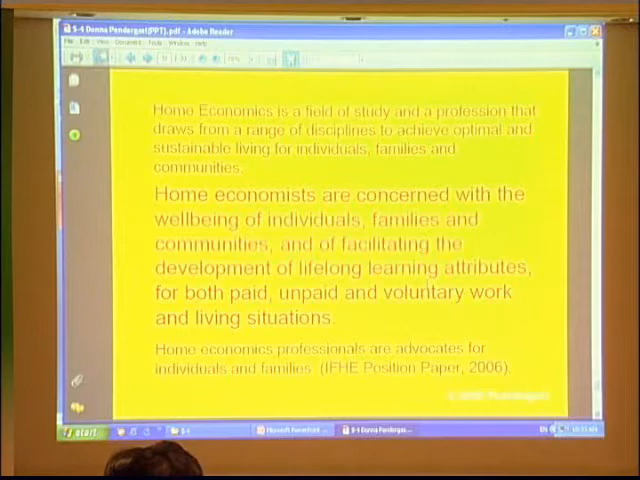 5-4 Donna Pendergast(PPT).pdf - Adobe Reader
File Edit View Document Tools Window Help
Home Economics is a field of study and a profession that
draws from a range of disciplines to achieve optimal and
sustainable living for individuals, families and
communities.
Home economists are concerned with the
wellbeing of individuals, families and
communities, and of facilitating the
development of lifelong learning attributes,
for both paid, unpaid and voluntary work
and living situations.
Home economics professionals are advocates for
individuals and families. (IFHE Position Paper, 2006).
start
5-4
Microsoft PowerPoint ...
5-4 Donna Pendergas...
EN